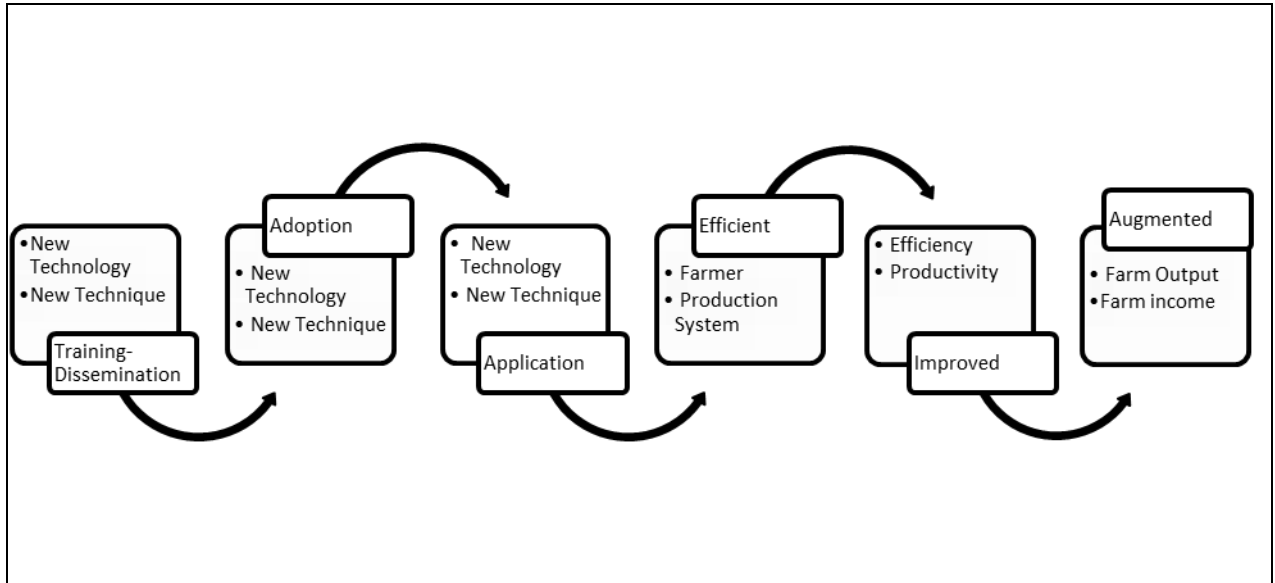 • New
Technology
• New Technique
Training-
Dissemination
Adoption
• New
Technology
• New Technique
• New
Technology
• New Technique
Application
Efficient
• Farmer
• Production
System
• Efficiency
• Productivity
Improved
Augmented
• Farm Output
• Farm income